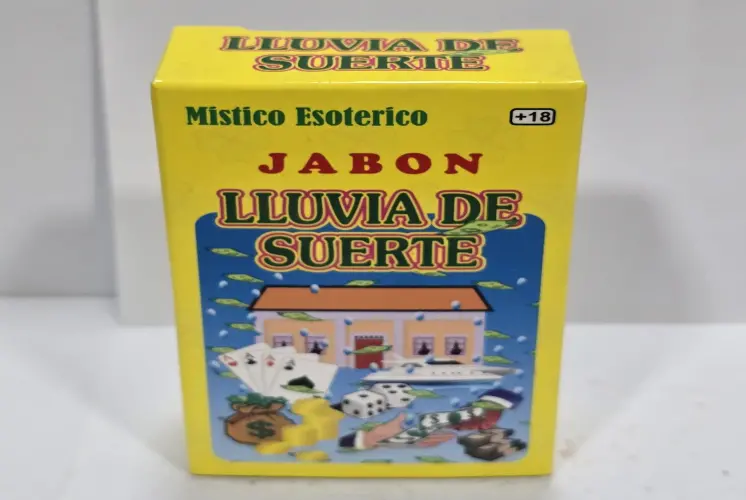 LLUVIA DE
SUERTE
Mistico Esoterico
+18
JABON
LLUVIA DE
SUERTE
$